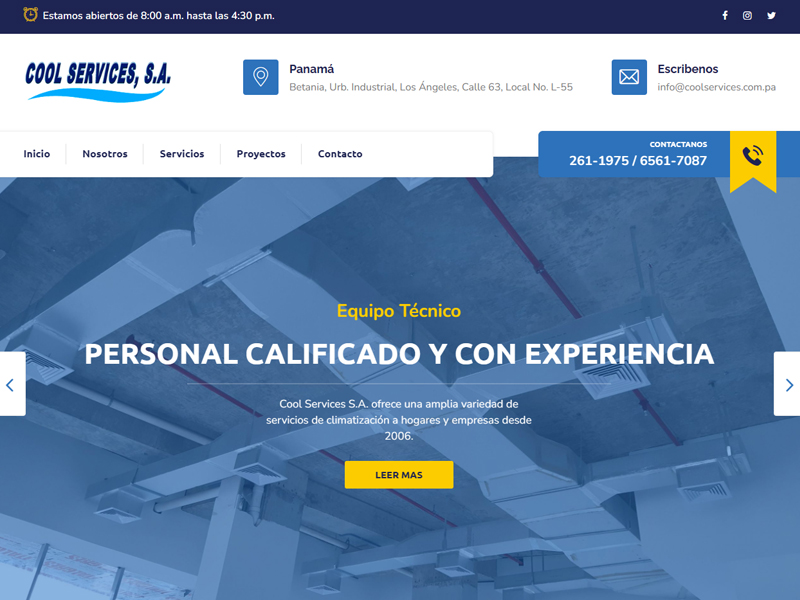 Estamos abiertos de 8:00 a.m. hasta las 4:30 p.m.
COOL SERVICES, S.A.
Panamá
Betania, Urb. Industrial, Los Ángeles, Calle 63, Local No. L-55
Escribenos
info@coolservices.com.pa
Inicio
Nosotros
Servicios
Proyectos
Contacto
CONTACTANOS
261-1975 / 6561-7087
Equipo Técnico
PERSONAL CALIFICADO Y CON EXPERIENCIA
Cool Services S.A. ofrece una amplia variedad de
servicios de climatización a hogares y empresas desde
2006.
LEER MAS